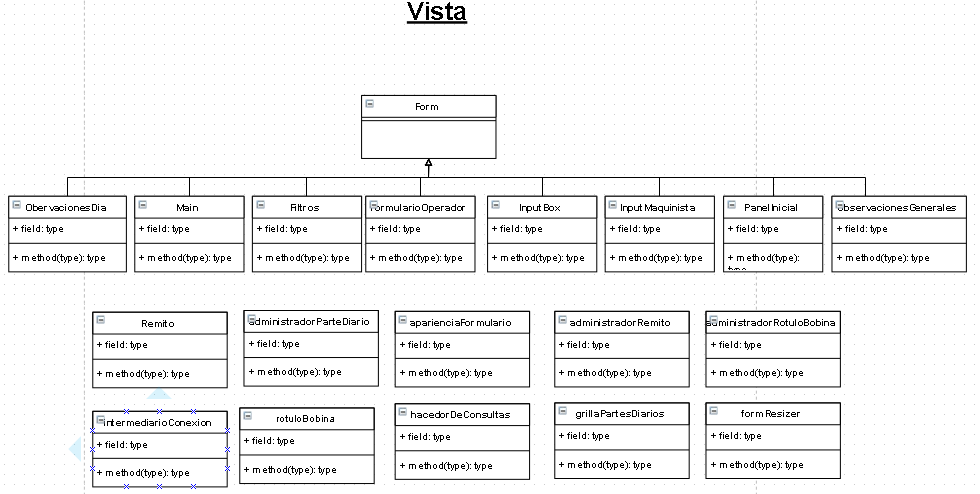 Vista
Form
ObervacionesDia
+ field: type
+ method(type): type
Main
+ field: type
+ method(type): type
Filtros
+ field: type
+ method(type): type
formularioOperador
+ field: type
+ method(type): type
InputBox
+ field: type
+ method(type): type
InputMaquinista
+ field: type
+ method(type): type
PanelInicial
+ field: type
+ method(type):
type
ObservacionesGenerales
+ field: type
+ method(type): type
Remito
+ field: type
+ method(type): type
administradorParteDiario
+ field: type
+ method(type): type
aparienciaFormulario
+ field: type
+ method(type): type
administradorRemito
+ field: type
+ method(type): type
administradorRotuloBobina
+ field: type
+ method(type): type
intermediarioConexion
+ field: type
+ method(type): type
rotuloBobina
+ field: type
+ method(type): type
hacedorDeConsultas
+ field: type
+ method(type): type
grillaPartesDiarios
+ field: type
+ method(type): type
formResizer
+ field: type
+ method(type): type